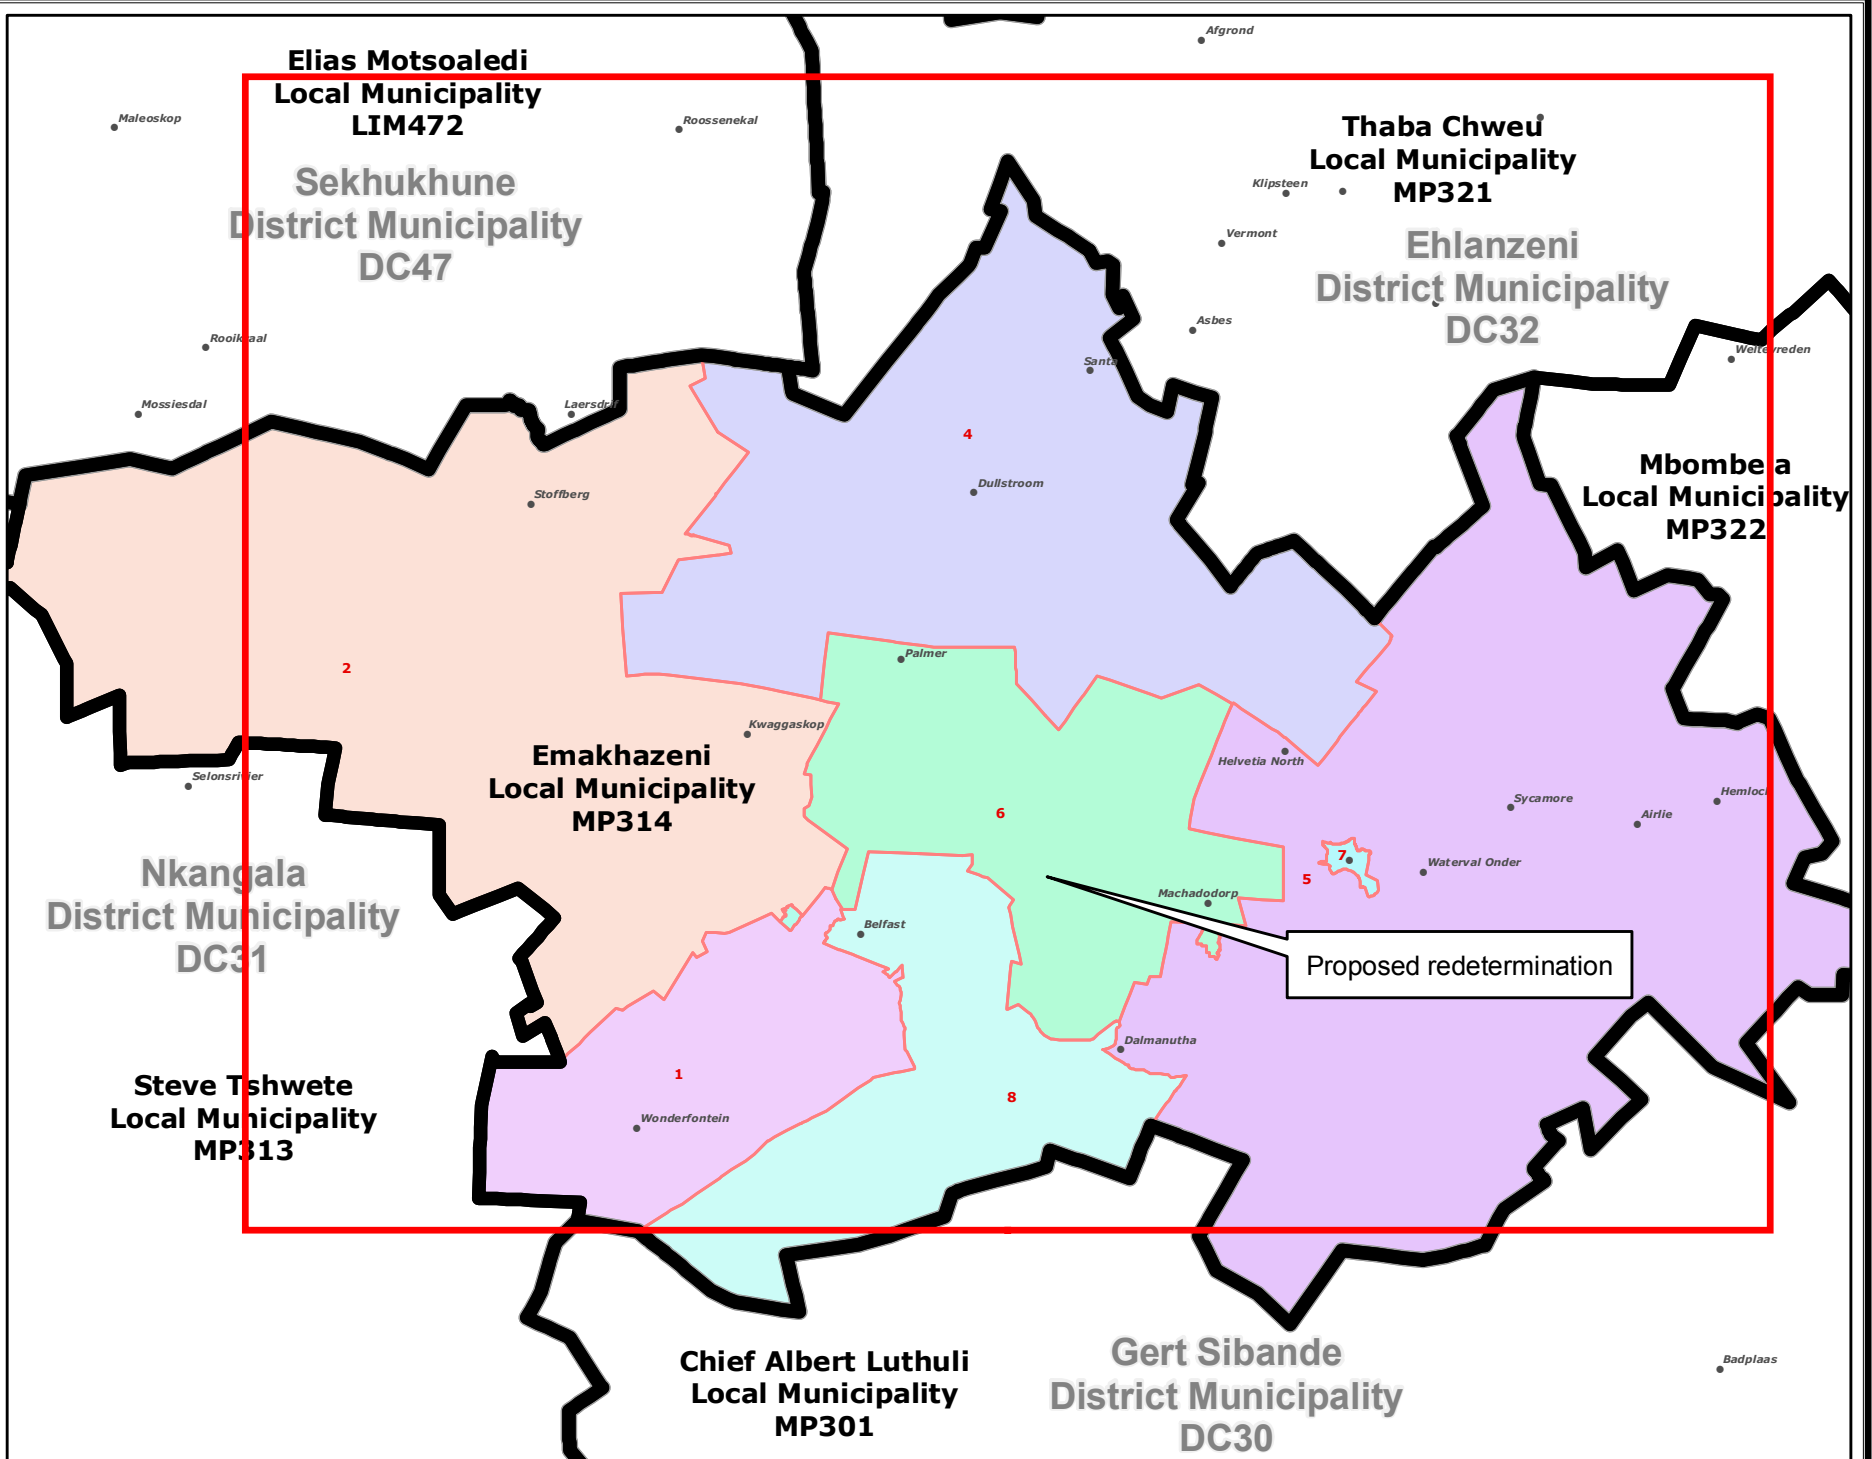 Afgrond
Elias Motsoaledi
Local Municipality
LIM472
Maleoskop
Roossenekal
Thaba Chweu
Local Municipality
MP321
Sekhukhune
District Municipality
DC47
Klipsteen
Vermont
Ehlanzeni
District Municipality
DC32
Asbes
Rooikraal
Santa
Weltevreden
Mossiesdal
Laersdrif
4
Mbombela
Local Municipality
MP322
Dullstroom
Stoffberg
Palmer
2
Kwaggaskop
Emakhazeni
Local Municipality
MP314
Helvetia North
Selonsrivier
Sycamore
Hemlock
Airlie
6
7
Waterval Onder
5
Nkangala
District Municipality
DC31
Machadodorp
Belfast
Proposed redetermination
Dalmanutha
1
8
Steve Tshwete
Local Municipality
MP313
Wonderfontein
Chief Albert Luthuli
Local Municipality
MP301
Gert Sibande
District Municipality
DC30
Badplaas